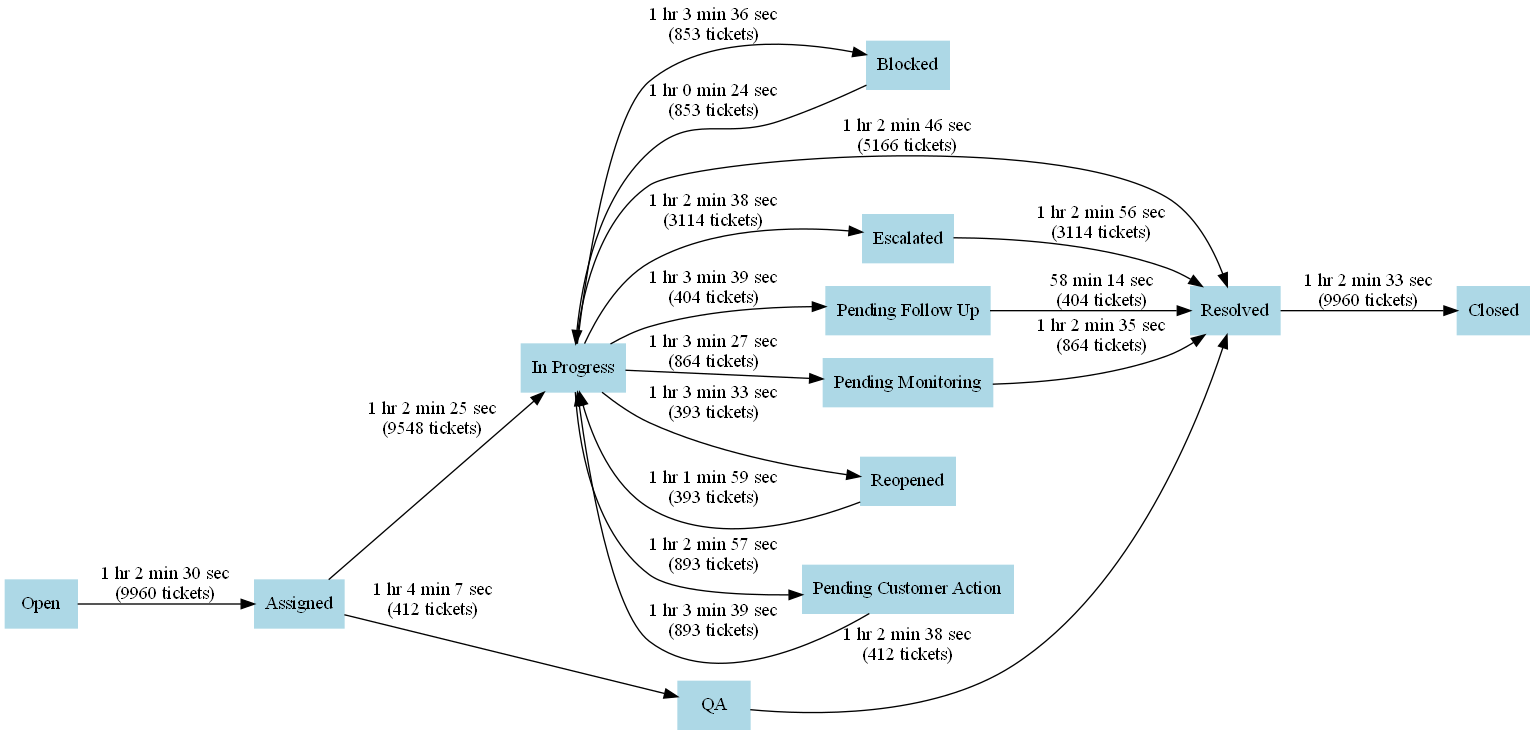 1 hr 3 min 36 sec
(853 tickets)
Blocked
1 hr 0 min 24 sec
(853 tickets)
1 hr 2 min 46 sec
(5166 tickets)
1 hr 2 min 38 sec
(3114 tickets)
Escalated
1 hr 2 min 56 sec
(3114 tickets)
1 hr 3 min 39 sec
(404 tickets)
Pending Follow Up
58 min 14 sec
(404 tickets)
Resolved
1 hr 2 min 33 sec
(9960 tickets)
Closed
1 hr 2 min 35 sec
(864 tickets)
In Progress
1 hr 3 min 27 sec
(864 tickets)
Pending Monitoring
1 hr 3 min 33 sec
(393 tickets)
1 hr 2 min 25 sec
(9548 tickets)
Reopened
1 hr 1 min 59 sec
(393 tickets)
1 hr 2 min 57 sec
(893 tickets)
Pending Customer Action
Open
1 hr 2 min 30 sec
(9960 tickets)
Assigned
1 hr 4 min 7 sec
(412 tickets)
1 hr 3 min 39 sec
(893 tickets)
1 hr 2 min 38 sec
(412 tickets)
QA